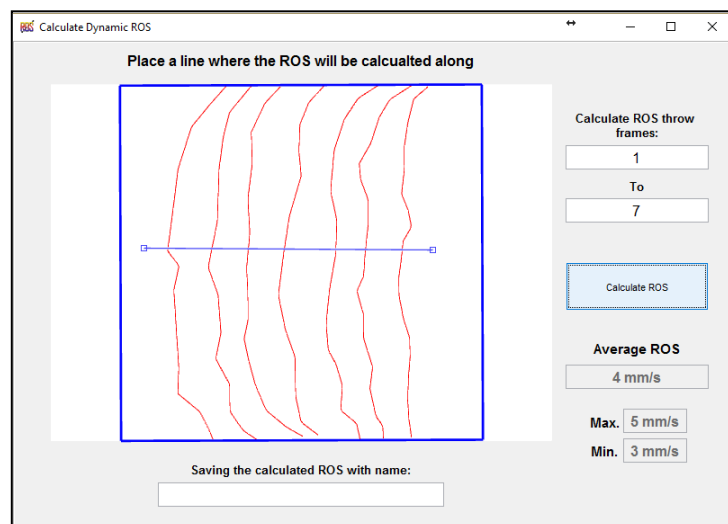 Calculate Dynamic ROS
Place a line where the ROS will be calcualted along
Calculate ROS throw
frames:
1
To
7
Calculate ROS
Average ROS
4 mm/s
Max. 5 mm/s
Min. 3 mm/s
Saving the calculated ROS with name: